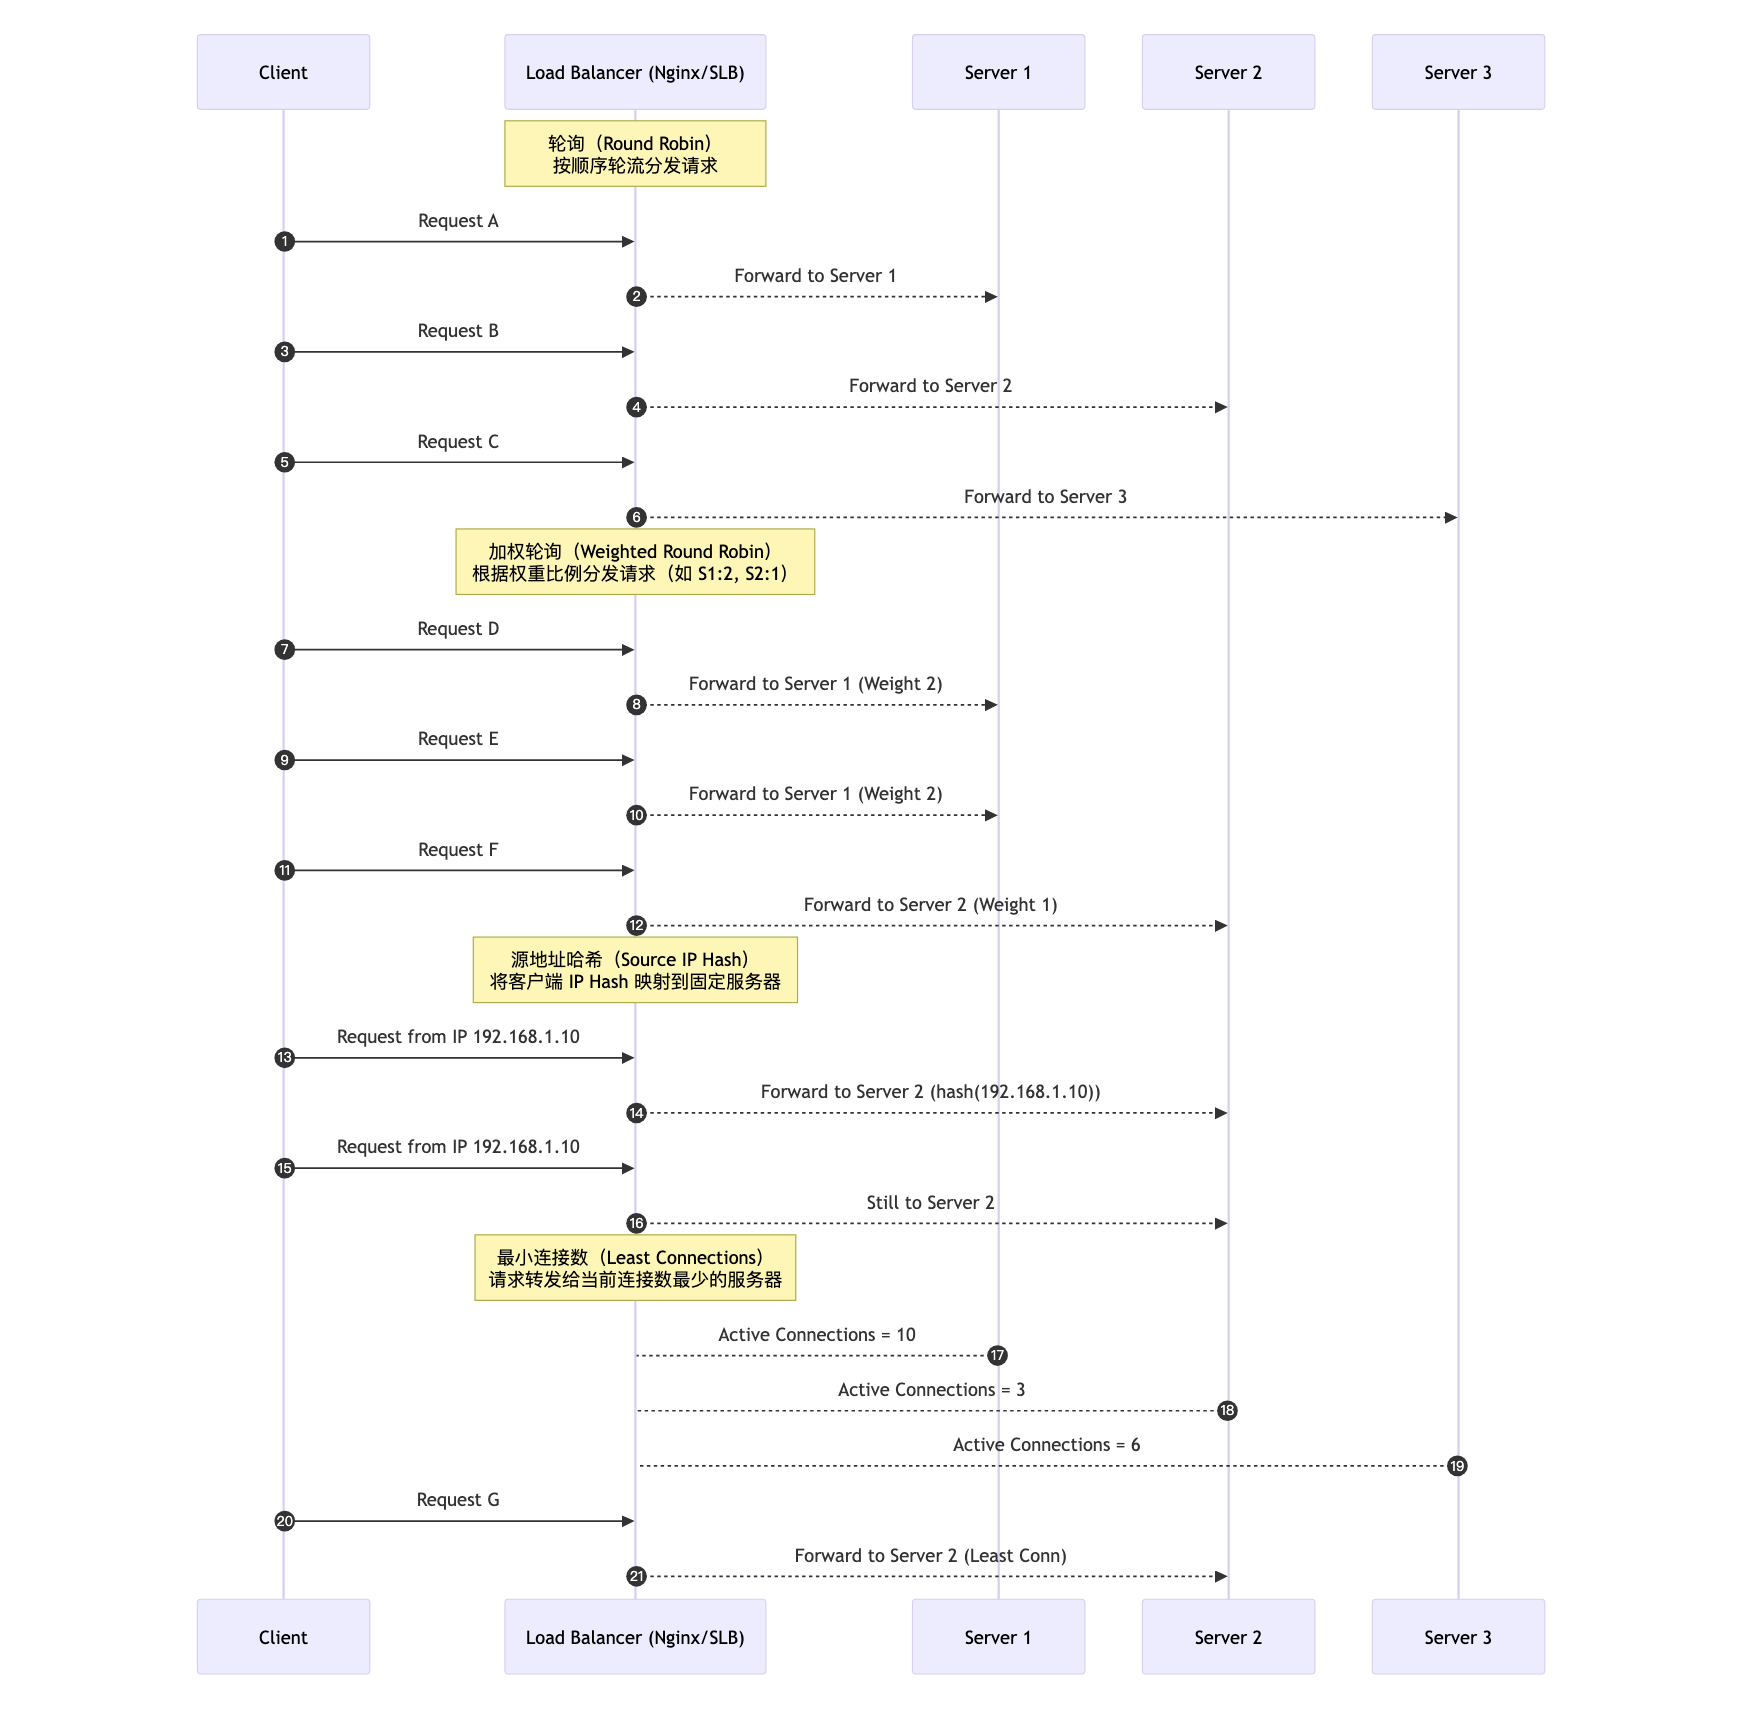 Client
Load Balancer (Nginx/SLB)
Server 1
Server 2
Server 3
轮询（Round Robin）
按顺序轮流分发请求
Request A
1
Forward to Server 1
2
Request B
3
Forward to Server 2
4
Request C
5
Forward to Server 3
6
加权轮询（Weighted Round Robin）
根据权重比例分发请求（如 S1:2, S2:1）
Request D
7
Forward to Server 1 (Weight 2)
8
Request E
9
Forward to Server 1 (Weight 2)
10
Request F
11
Forward to Server 2 (Weight 1)
12
源地址哈希（Source IP Hash）
将客户端 IP Hash 映射到固定服务器
Request from IP 192.168.1.10
13
Forward to Server 2 (hash(192.168.1.10))
14
Request from IP 192.168.1.10
15
Still to Server 2
16
最小连接数（Least Connections）
请求转发给当前连接数最少的服务器
Active Connections = 10
17
Active Connections = 3
18
Active Connections = 6
19
Request G
20
Forward to Server 2 (Least Conn)
21
Client
Load Balancer (Nginx/SLB)
Server 1
Server 2
Server 3